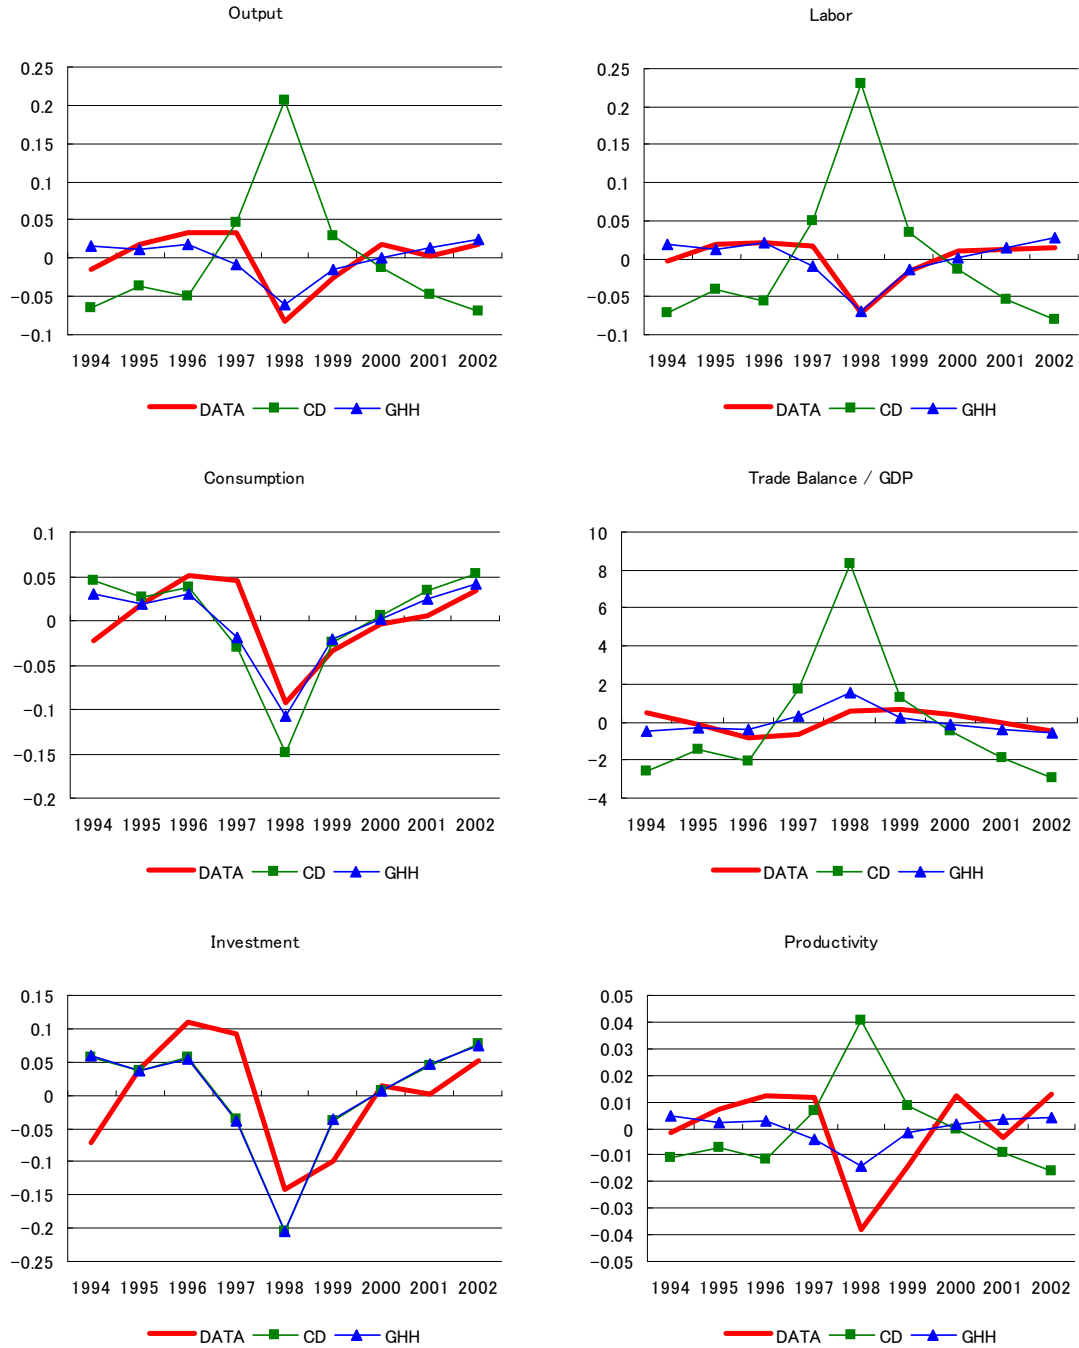 Output
0.25
0.2
0.15
0.1
0.05
0
-0.05
-0.1
1994 1995 1996 1997 1998 1999 2000 2001 2002
DATA CD GHH
Labor
0.25
0.2
0.15
0.1
0.05
0
-0.05
-0.1
1994 1995 1996 1997 1998 1999 2000 2001 2002
DATA CD GHH
Consumption
0.1
0.05
0
-0.05
-0.1
-0.15
-0.2
1994 1995 1996 1997 1998 1999 2000 2001 2002
DATA CD GHH
Trade Balance / GDP
10
8
6
4
2
0
-2
-4
1994 1995 1996 1997 1998 1999 2000 2001 2002
DATA CD GHH
Investment
0.15
0.1
0.05
0
-0.05
-0.1
-0.15
-0.2
-0.25
1994 1995 1996 1997 1998 1999 2000 2001 2002
DATA CD GHH
Productivity
0.05
0.04
0.03
0.02
0.01
0
-0.01
-0.02
-0.03
-0.04
-0.05
1994 1995 1996 1997 1998 1999 2000 2001 2002
DATA CD GHH